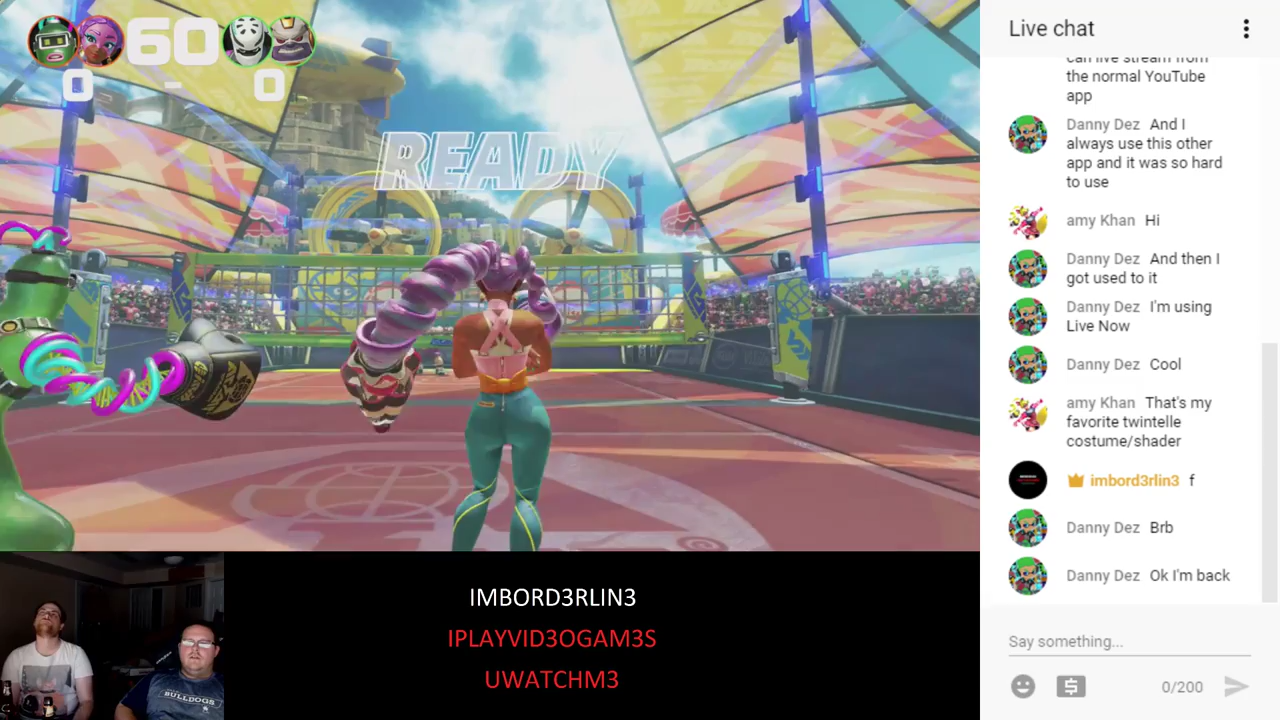 60
0 - 0
READY
IMBORD3RLIN3
IPLAYVID3OGAM3S
UWATCHM3
BULLDOGS
Live chat
can live stream from
the normal YouTube
app
Danny Dez And I
always use this other
app and it was so hard
to use
amy Khan Hi
Danny Dez And then I
got used to it
Danny Dez I'm using
Live Now
Danny Dez Cool
amy Khan That's my
favorite twintelle
costume/shader
imbord3rlin3 f
Danny Dez Brb
Danny Dez Ok I'm back
Say something...
0/200